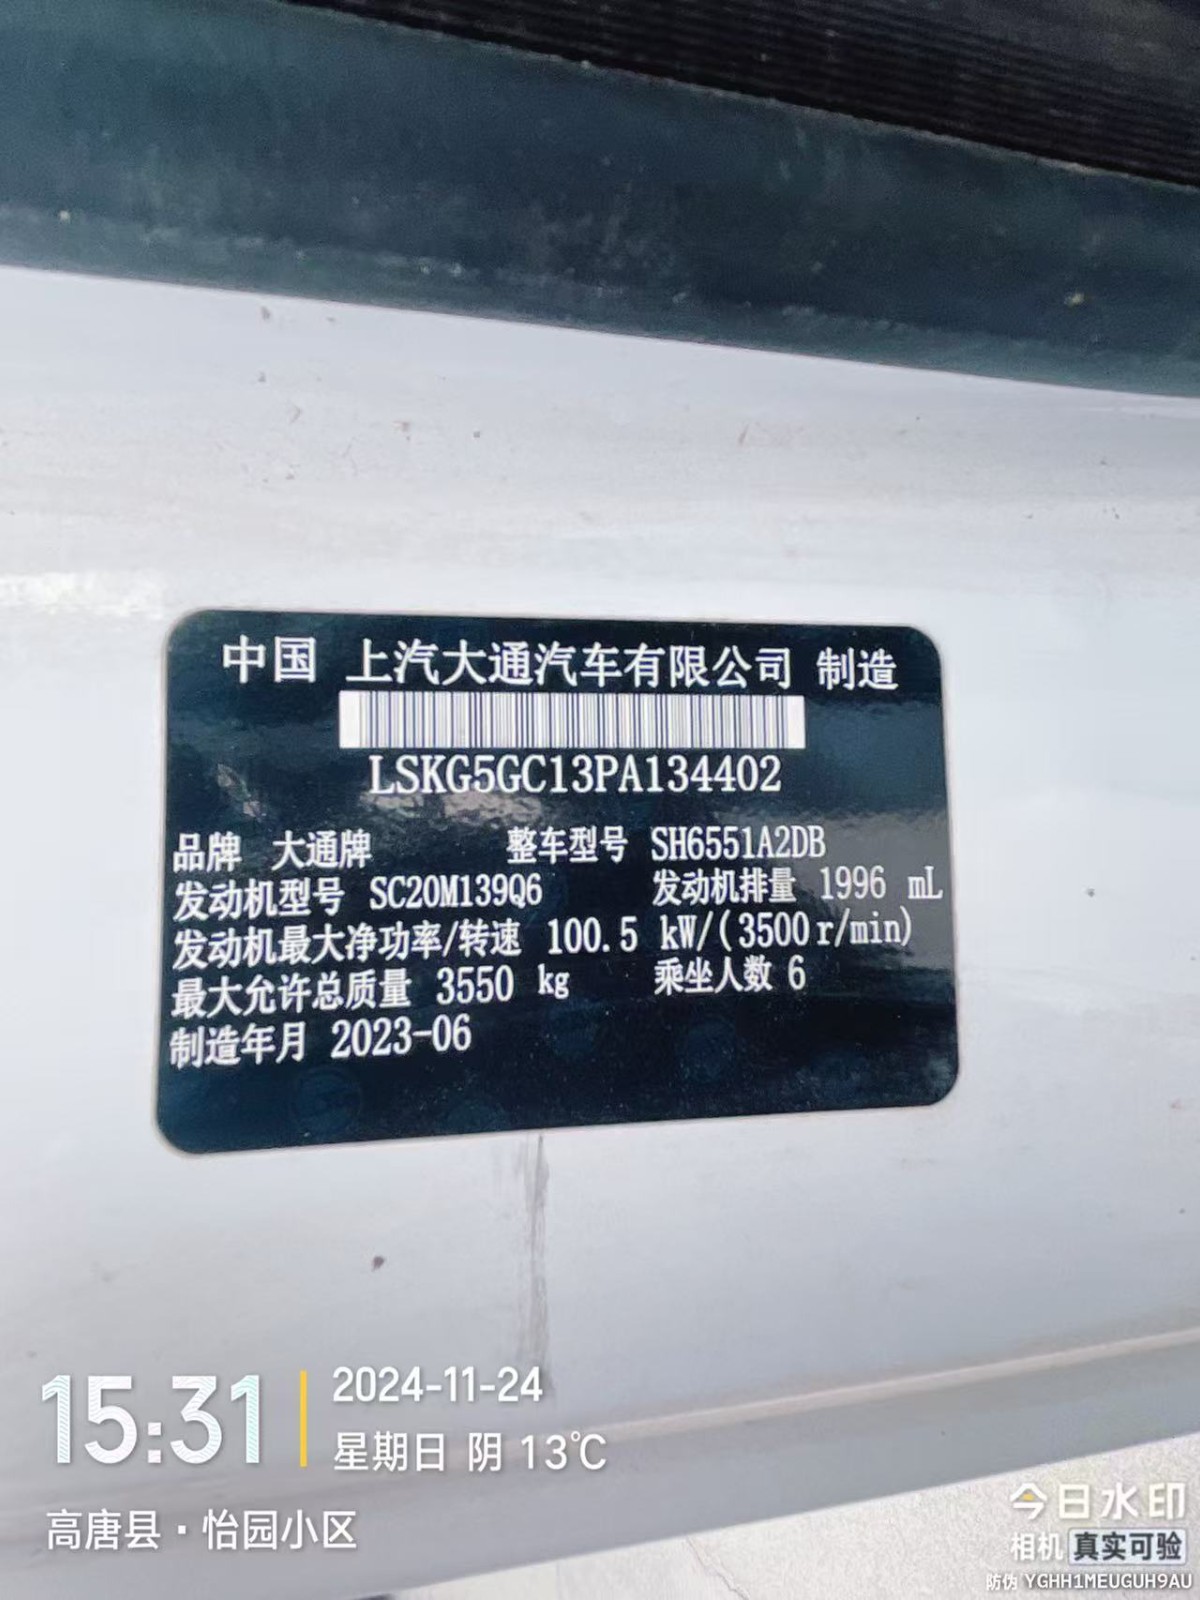 中国 上汽大通汽车有限公司 制造
LSKG5GC13PA134402
品牌 大通牌 整车型号 SH6551A2DB
发动机型号 SC20M139Q6 发动机排量 1996 mL
发动机最大净功率/转速 100.5 kW/(3500r/min)
最大允许总质量 3550 kg 乘坐人数 6
制造年月 2023-06
15:31
2024-11-24
星期日 阴 13℃
高唐县·怡园小区
今日水印
相机 真实可验
防伪 YGHH1MEUGUH9AU